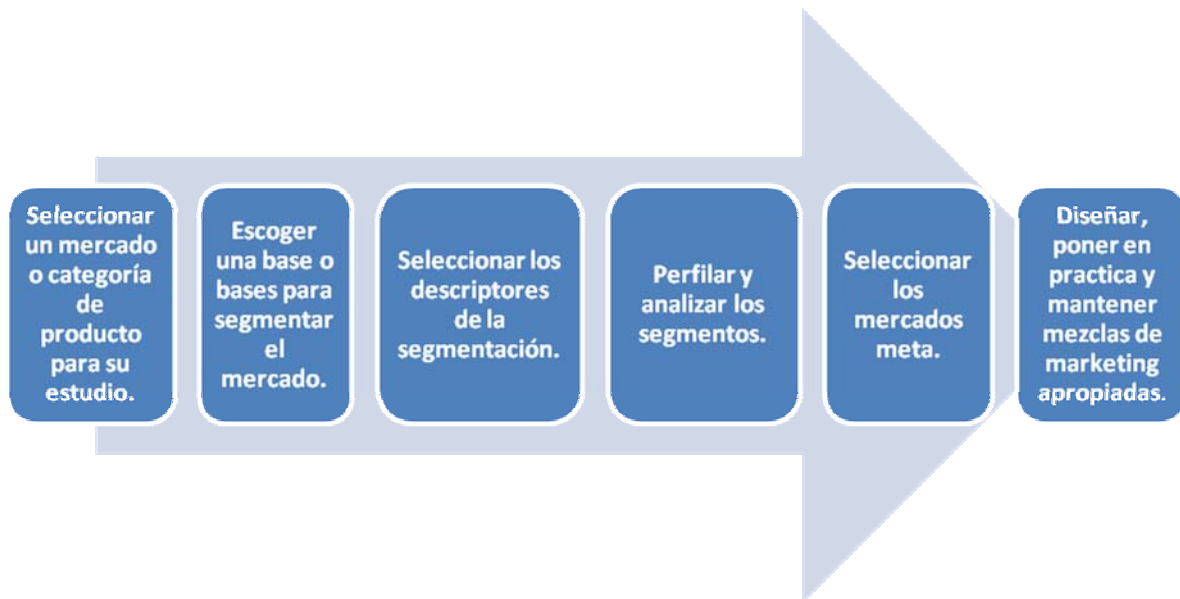 Seleccionar
un mercado
o categoría
de
producto
para su
estudio.
Escoger
una base o
bases para
segmentar
el
mercado.
Seleccionar los
descriptores
de la
segmentación.
Perfilar y
analizar los
segmentos.
Seleccionar
los
mercados
meta.
Diseñar,
poner en
practica y
mantener
mezclas de
marketing
apropiadas.